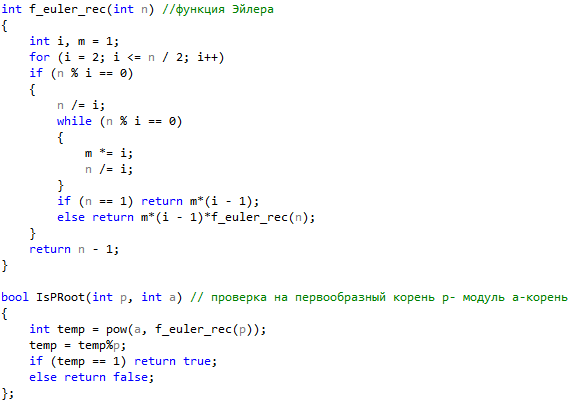 int f_euler_rec(int n) //функция Эйлера
{
    int i, m = 1;
    for (i = 2; i <= n / 2; i++)
    if (n % i == 0)
    {
        n /= i;
        while (n % i == 0)
        {
            m *= i;
            n /= i;
        }
        if (n == 1) return m*(i - 1);
        else return m*(i - 1)*f_euler_rec(n);
    }
    return n - 1;
}

bool IsPRoot(int p, int a) // проверка на первообразный корень p- модуль a-корень
{
    int temp = pow(a, f_euler_rec(p));
    temp = temp%p;
    if (temp == 1) return true;
    else return false;
};